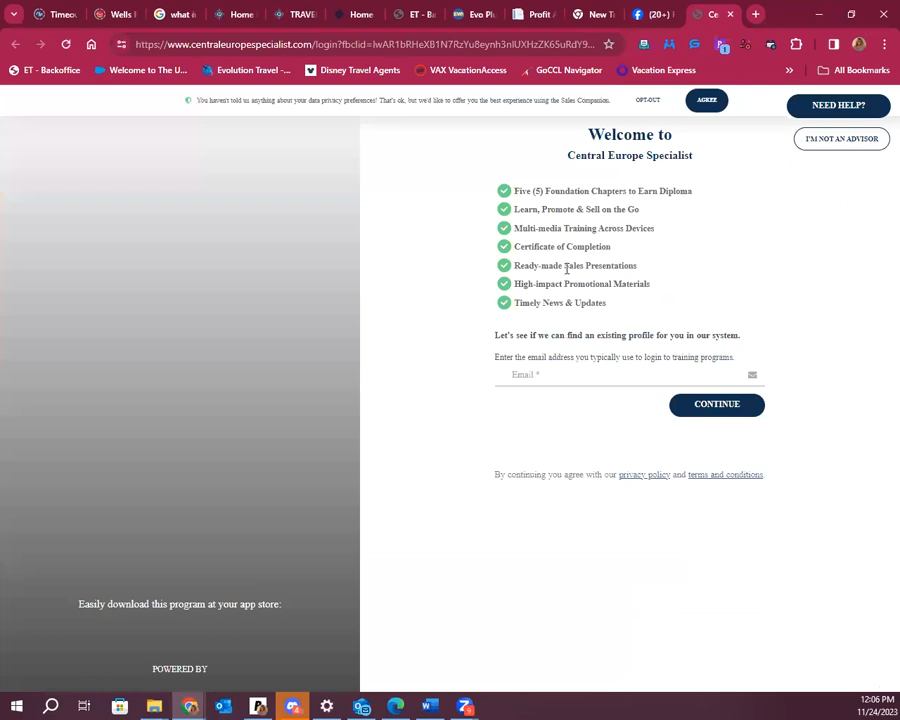 Timeo
Wells F
what i
Home
TRAVE
Home
ET - Ba
Evo Pl
Profit A
New T
(20+)
Ce
https://www.centraleuropespecialist.com/login?fbclid=IwAR1bRHeXB1N7RzYu8eynh3nIUXHzZK65uRdY9...
ET - Backoffice
Welcome to The U...
Evolution Travel -...
Disney Travel Agents
VAX VacationAccess
GoCCL Navigator
Vacation Express
»
All Bookmarks
You haven't told us anything about your data privacy preferences! That's ok, but we'd like to offer you the best experience using the Sales Companion.
OPT-OUT
AGREE
NEED HELP?
I'M NOT AN ADVISOR
Welcome to
Central Europe Specialist
Five (5) Foundation Chapters to Earn Diploma
Learn, Promote & Sell on the Go
Multi-media Training Across Devices
Certificate of Completion
Ready-made Sales Presentations
High-impact Promotional Materials
Timely News & Updates
Let's see if we can find an existing profile for you in our system.
Enter the email address you typically use to login to training programs.
Email *
CONTINUE
By continuing you agree with our privacy policy and terms and conditions.
Easily download this program at your app store:
POWERED BY
12:06 PM
11/24/2023